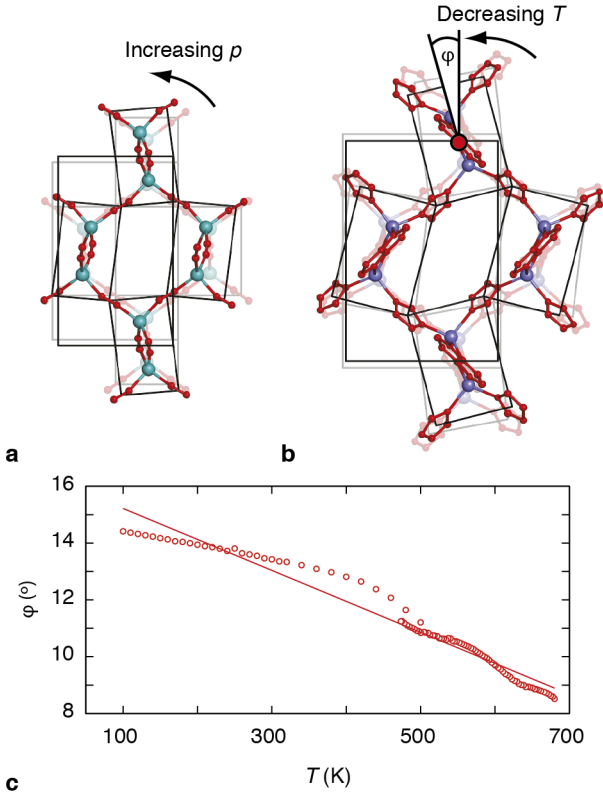 Increasing p
Decreasing T
φ
a
b
16
14
12
10
8
φ (°)
100
300
500
700
T (K)
c